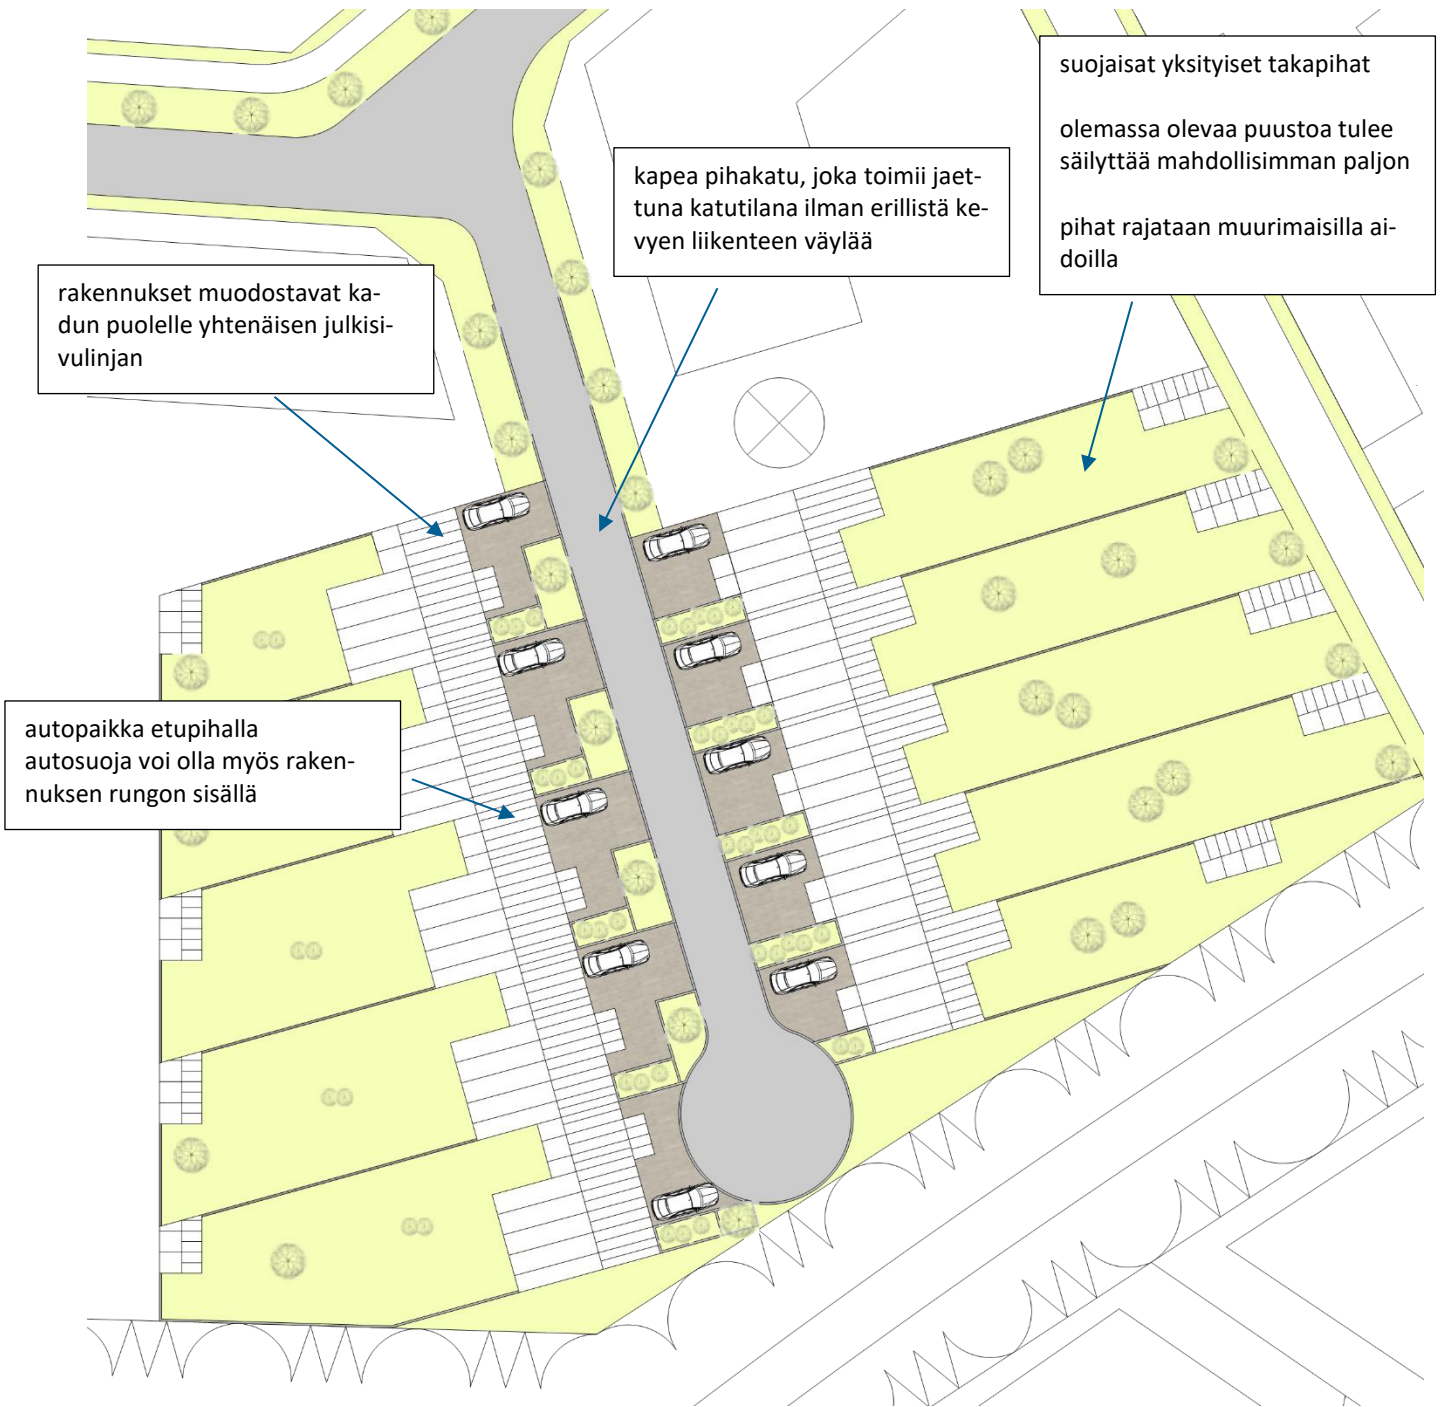 suojaisat yksityiset takapihat
olemassa olevaa puustoa tulee
säilyttää mahdollisimman paljon
pihat rajataan muurimaisilla ai-
doilla
kapea pihakatu, joka toimii jaet-
tuna katutilana ilman erillistä ke-
vyen liikenteen väylää
rakennukset muodostavat ka-
dun puolelle yhtenäisen julkisi-
vulinjan
autopaikka etupihalla
autosuoja voi olla myös raken-
nuksen rungon sisällä